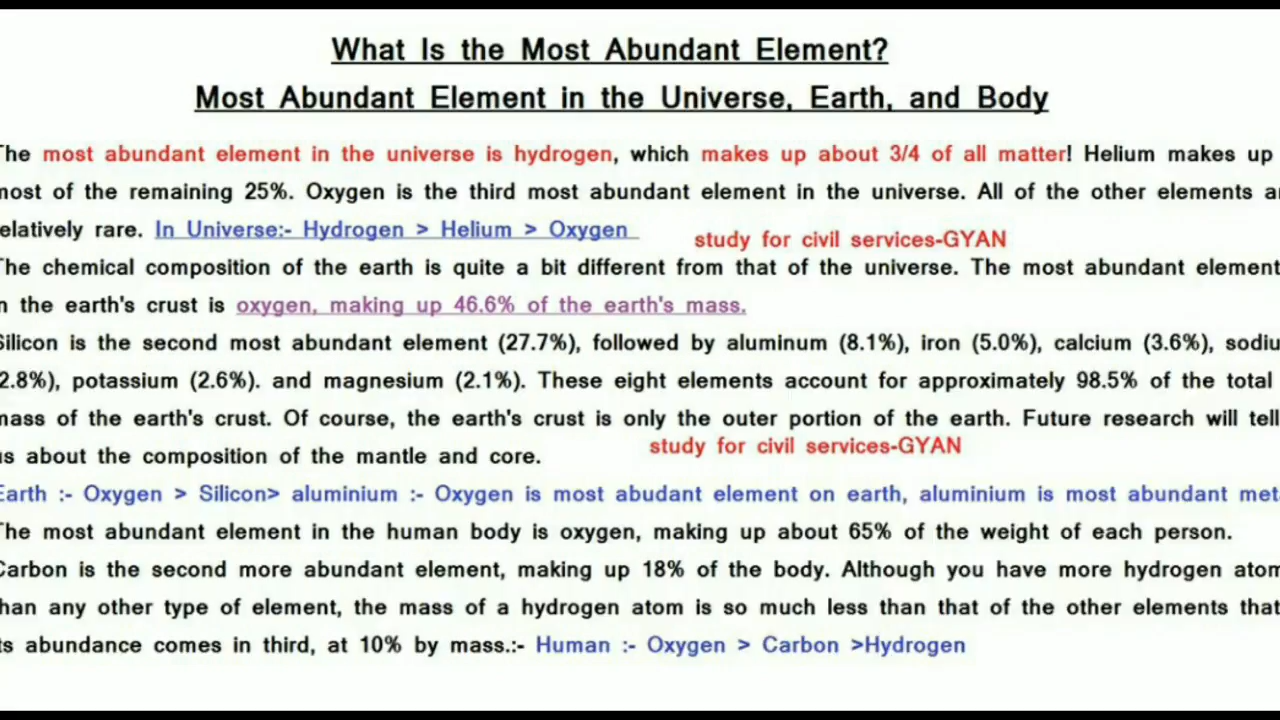 What Is the Most Abundant Element?
Most Abundant Element in the Universe, Earth, and Body
The most abundant element in the universe is hydrogen, which makes up about 3/4 of all matter! Helium makes up
most of the remaining 25%. Oxygen is the third most abundant element in the universe. All of the other elements ar
relatively rare. In Universe:- Hydrogen > Helium > Oxygen
study for civil services-GYAN
The chemical composition of the earth is quite a bit different from that of the universe. The most abundant element
n the earth's crust is oxygen, making up 46.6% of the earth's mass.
Silicon is the second most abundant element (27.7%), followed by aluminum (8.1%), iron (5.0%), calcium (3.6%), sodiu
2.8%), potassium (2.6%). and magnesium (2.1%). These eight elements account for approximately 98.5% of the total
mass of the earth's crust. Of course, the earth's crust is only the outer portion of the earth. Future research will tell
us about the composition of the mantle and core.
study for civil services-GYAN
Earth :- Oxygen > Silicon> aluminium :- Oxygen is most abudant element on earth, aluminium is most abundant met
The most abundant element in the human body is oxygen, making up about 65% of the weight of each person.
Carbon is the second more abundant element, making up 18% of the body. Although you have more hydrogen atom
than any other type of element, the mass of a hydrogen atom is so much less than that of the other elements that
ts abundance comes in third, at 10% by mass.:- Human :- Oxygen > Carbon >Hydrogen